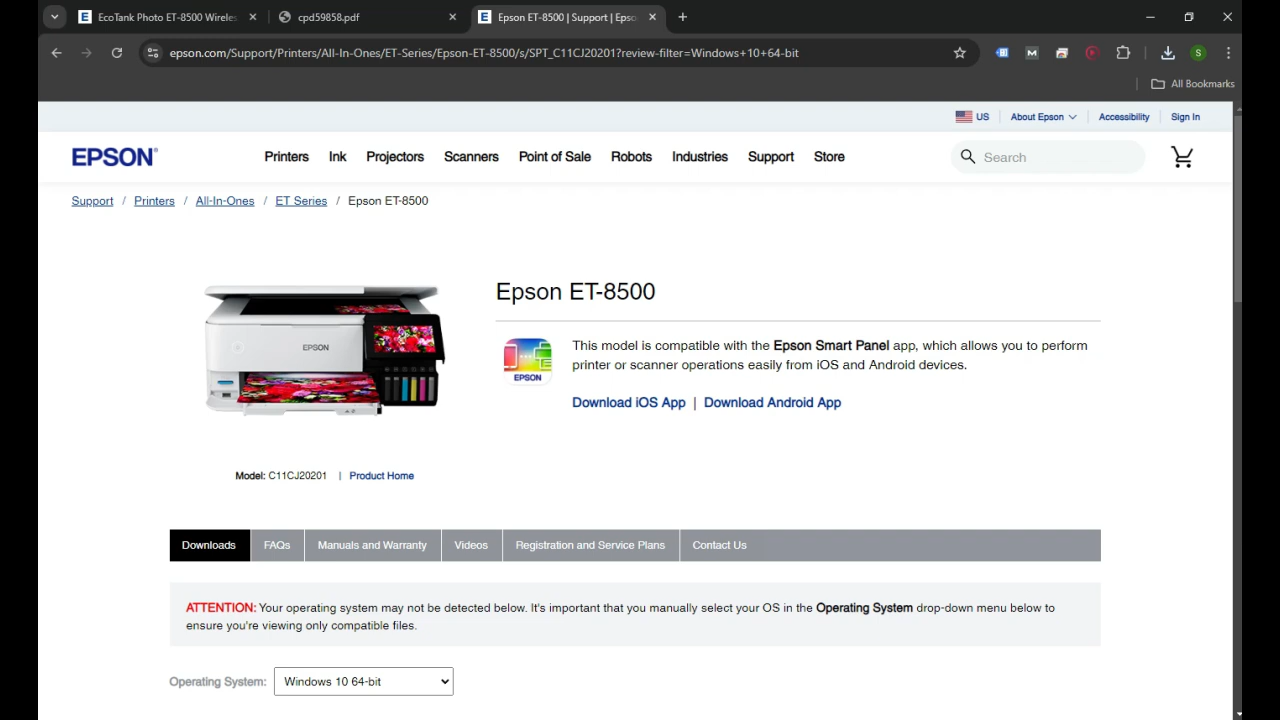 EcoTank Photo ET-8500 Wireles
cpd59858.pdf
Epson ET-8500 | Support | Epso
epson.com/Support/Printers/All-In-Ones/ET-Series/Epson-ET-8500/s/SPT_C11CJ20201?review-filter=Windows+10+64-bit
S
All Bookmarks
US
About Epson
Accessibility
Sign In
EPSON®
Printers
Ink
Projectors
Scanners
Point of Sale
Robots
Industries
Support
Store
Search
Support / Printers / All-In-Ones / ET Series / Epson ET-8500
EPSON
Epson ET-8500
This model is compatible with the Epson Smart Panel app, which allows you to perform
printer or scanner operations easily from iOS and Android devices.
EPSON
Download iOS App | Download Android App
Model: C11CJ20201 | Product Home
Downloads
FAQs
Manuals and Warranty
Videos
Registration and Service Plans
Contact Us
ATTENTION: Your operating system may not be detected below. It's important that you manually select your OS in the Operating System drop-down menu below to
ensure you're viewing only compatible files.
Operating System: Windows 10 64-bit